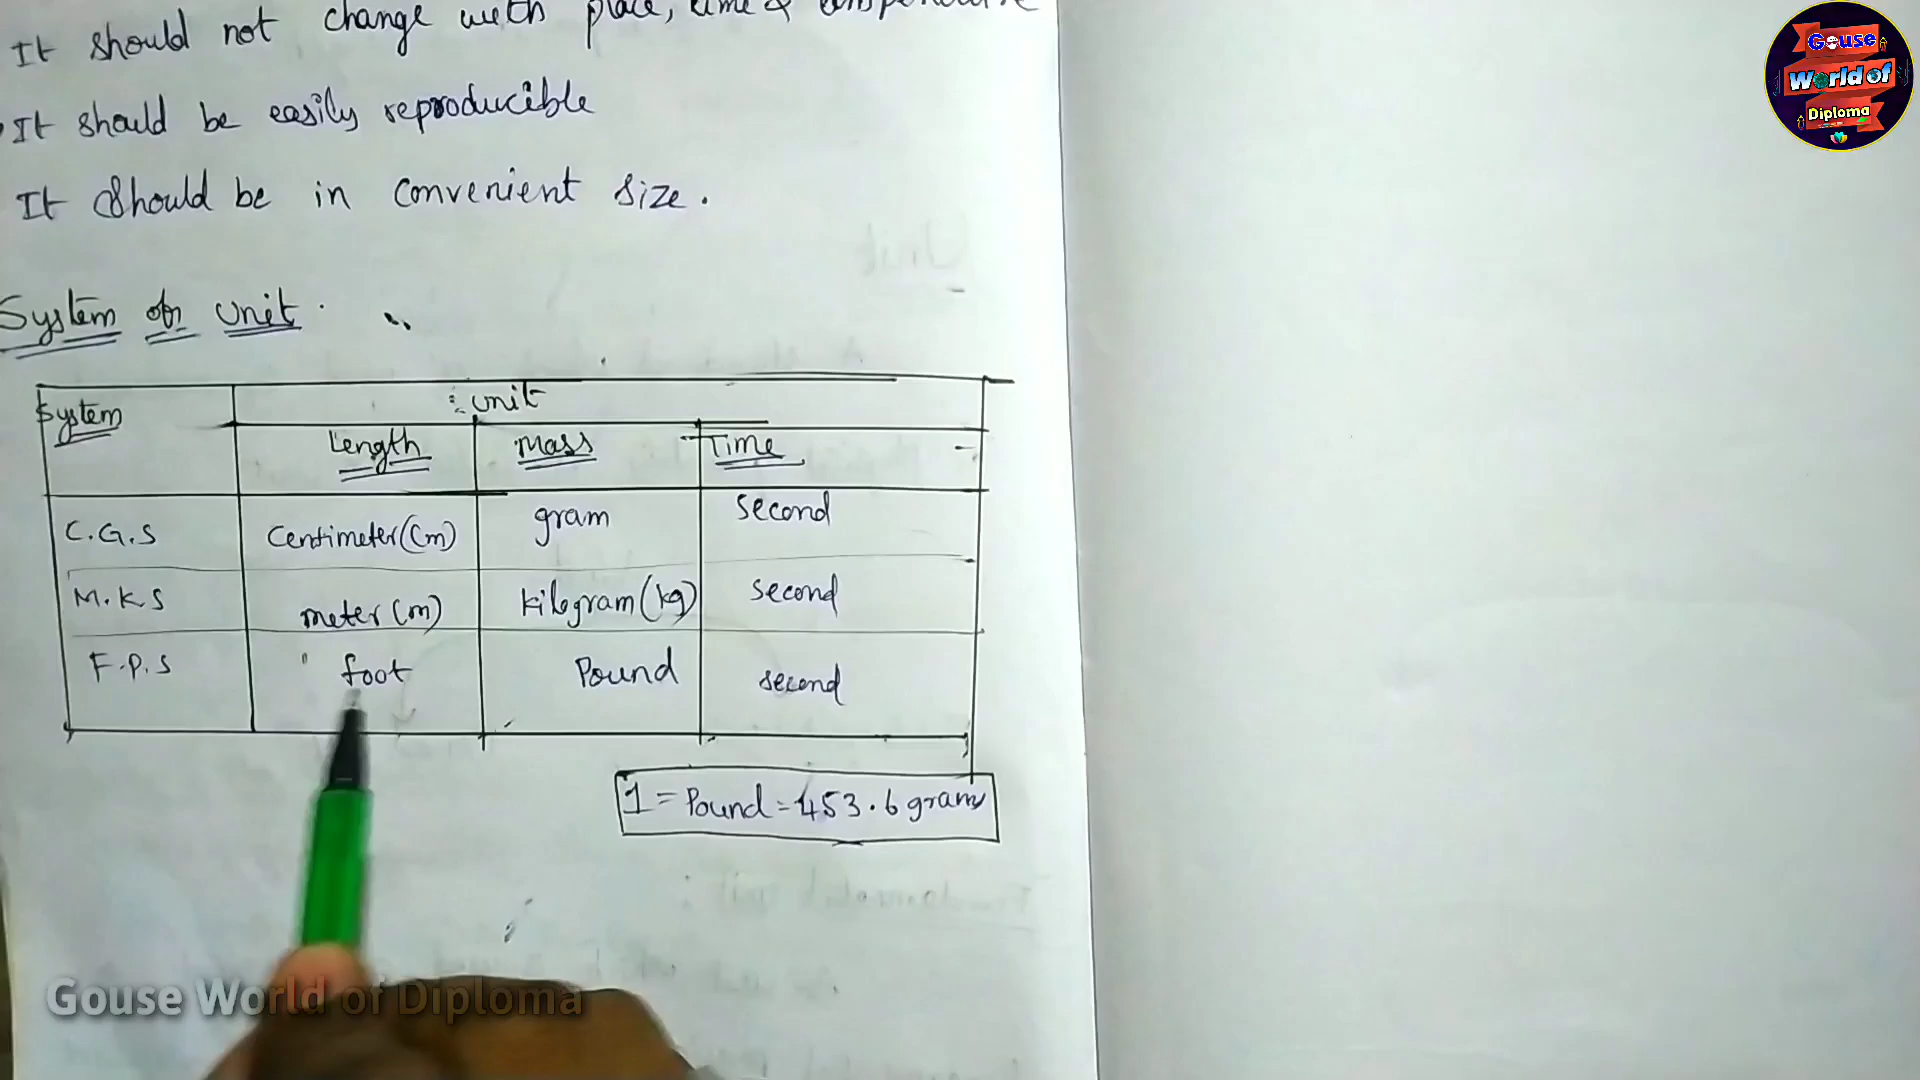 It should not change with place, time &
It should be easily reproducible
It should be in convenient size.
System of unit
System
unit
Length Mass Time
C.G.S Centimeter(Cm) gram second
M.K.S meter(m) kilogram(kg) second
F.P.S foot Pound second
1=Pound=453.6 grams
Gouse
World of
Diploma
Gouse World of Diploma